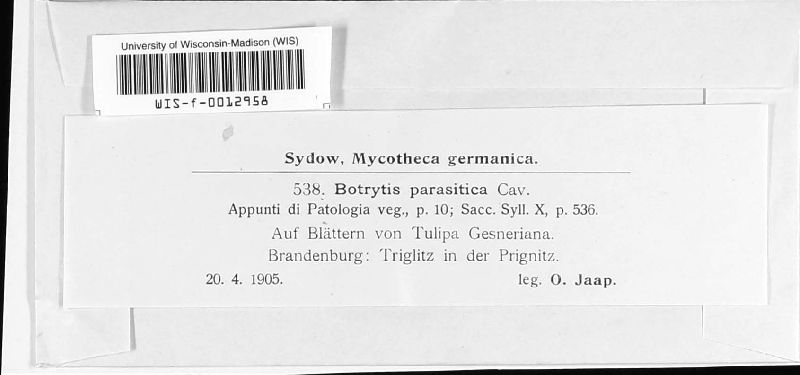 University of Wisconsin-Madison (WIS)
WIS-f-0012958
Sydow, Mycotheca germanica.
538. Botrytis parasitica Cav.
Appunti di Patologia veg., p. 10; Sacc. Syll. X, p. 536.
Auf Blättern von Tulipa Gesneriana.
Brandenburg: Triglitz in der Prignitz.
20. 4. 1905. leg. O. Jaap.